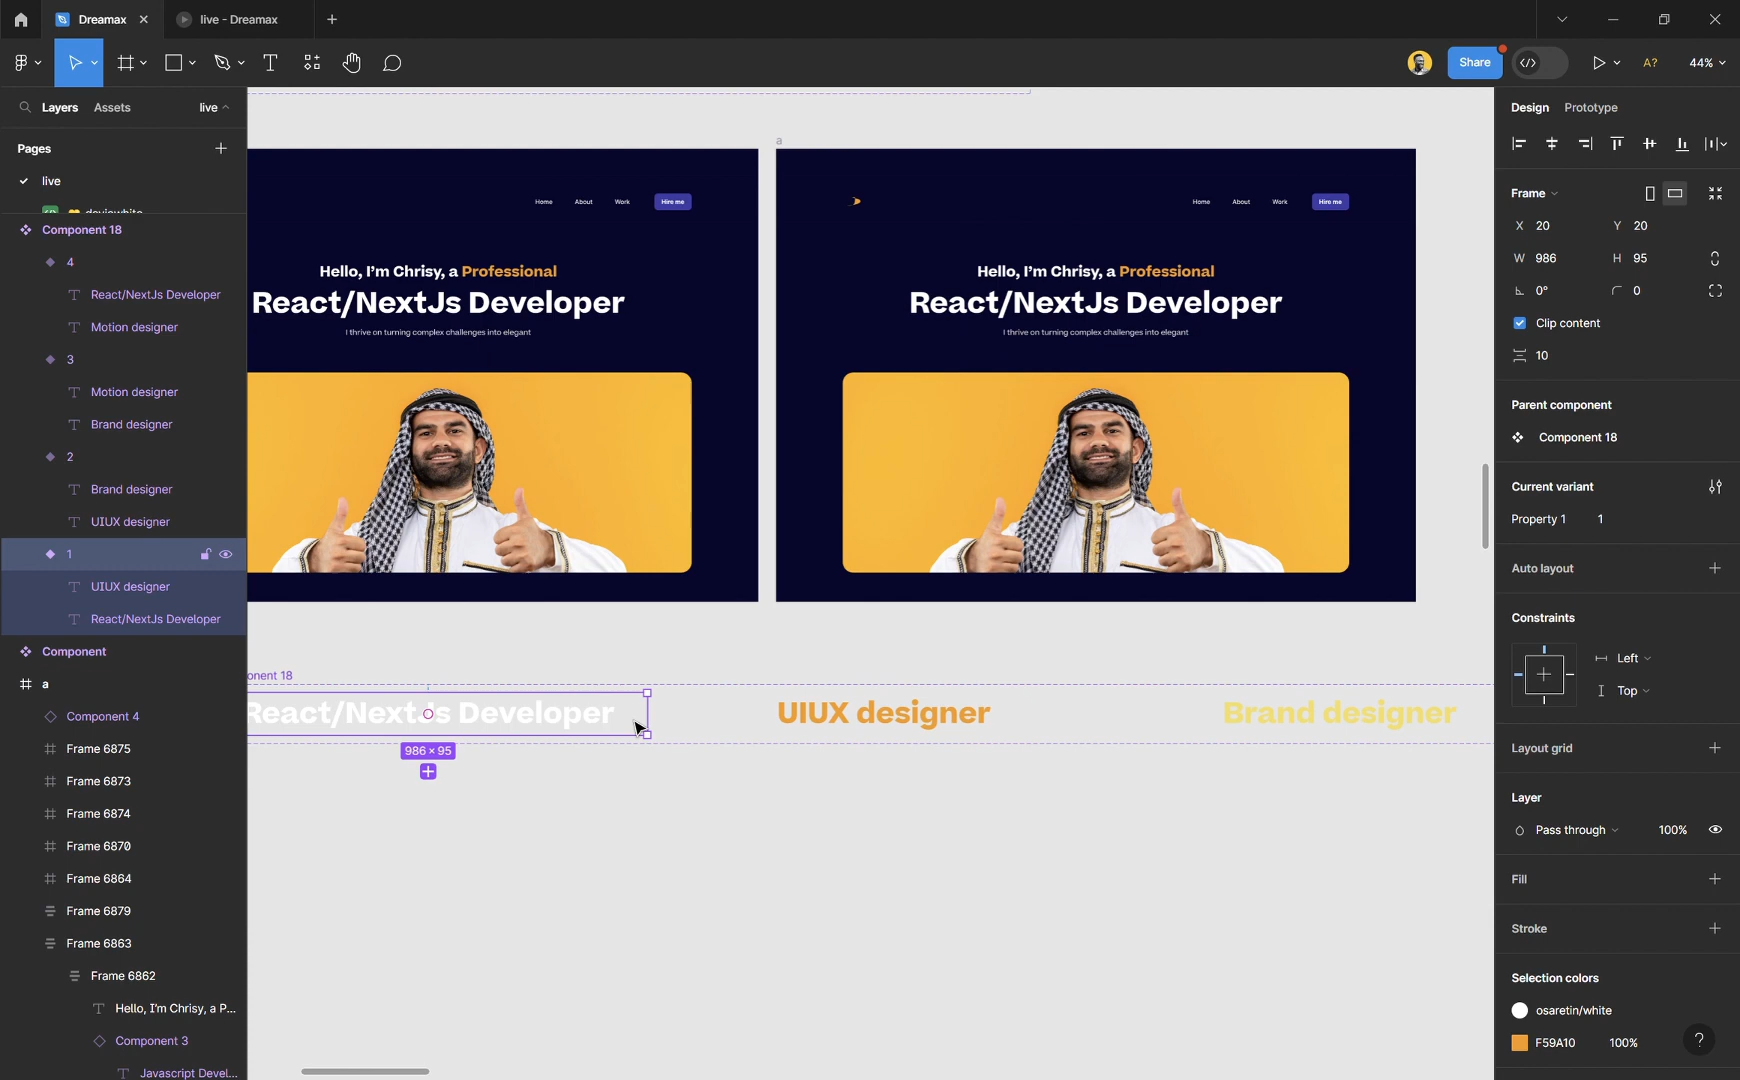 Dreamax
live - Dreamax
Share
A?
44%
Layers
Assets
live
Pages
live
Component 18
4
React/NextJs Developer
Motion designer
3
Motion designer
Brand designer
2
Brand designer
UIUX designer
1
UIUX designer
React/NextJs Developer
Component
a
Component 4
Frame 6875
Frame 6873
Frame 6874
Frame 6870
Frame 6864
Frame 6879
Frame 6863
Frame 6862
Hello, I'm Chrisy, a P...
Component 3
Javascript Devel...
Home
About
Work
Hire me
Hello, I'm Chrisy, a Professional
React/NextJs Developer
I thrive on turning complex challenges into elegant
a
Home
About
Work
Hire me
Hello, I'm Chrisy, a Professional
React/NextJs Developer
I thrive on turning complex challenges into elegant
onent 18
React/NextJs Developer
UIUX designer
Brand designer
986 × 95
Design
Prototype
Frame
X 20
Y 20
W 986
H 95
0°
0
Clip content
10
Parent component
Component 18
Current variant
Property 1
1
Auto layout
Constraints
Left
Top
Layout grid
Layer
Pass through
100%
Fill
Stroke
Selection colors
osaretin/white
F59A10
100%
?